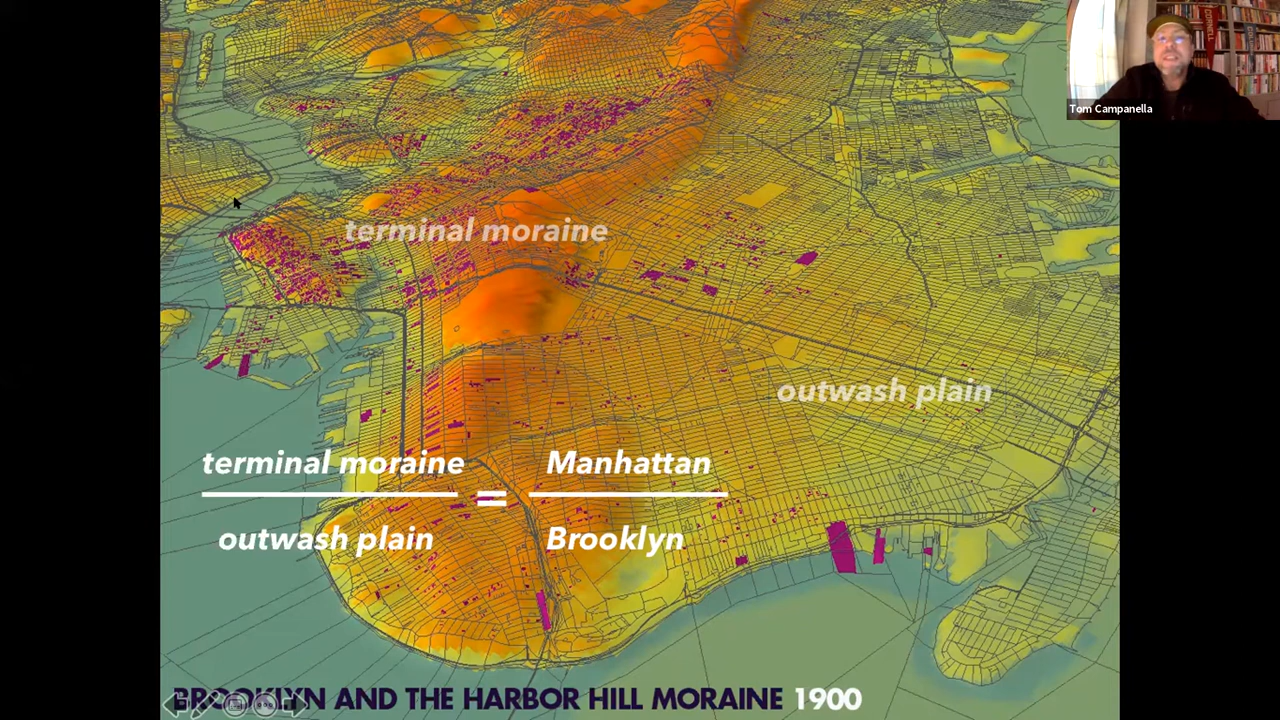 Tom Campanella
terminal moraine
outwash plain
terminal moraine = Manhattan
outwash plain Brooklyn
BROOKLYN AND THE HARBOR HILL MORAINE 1900